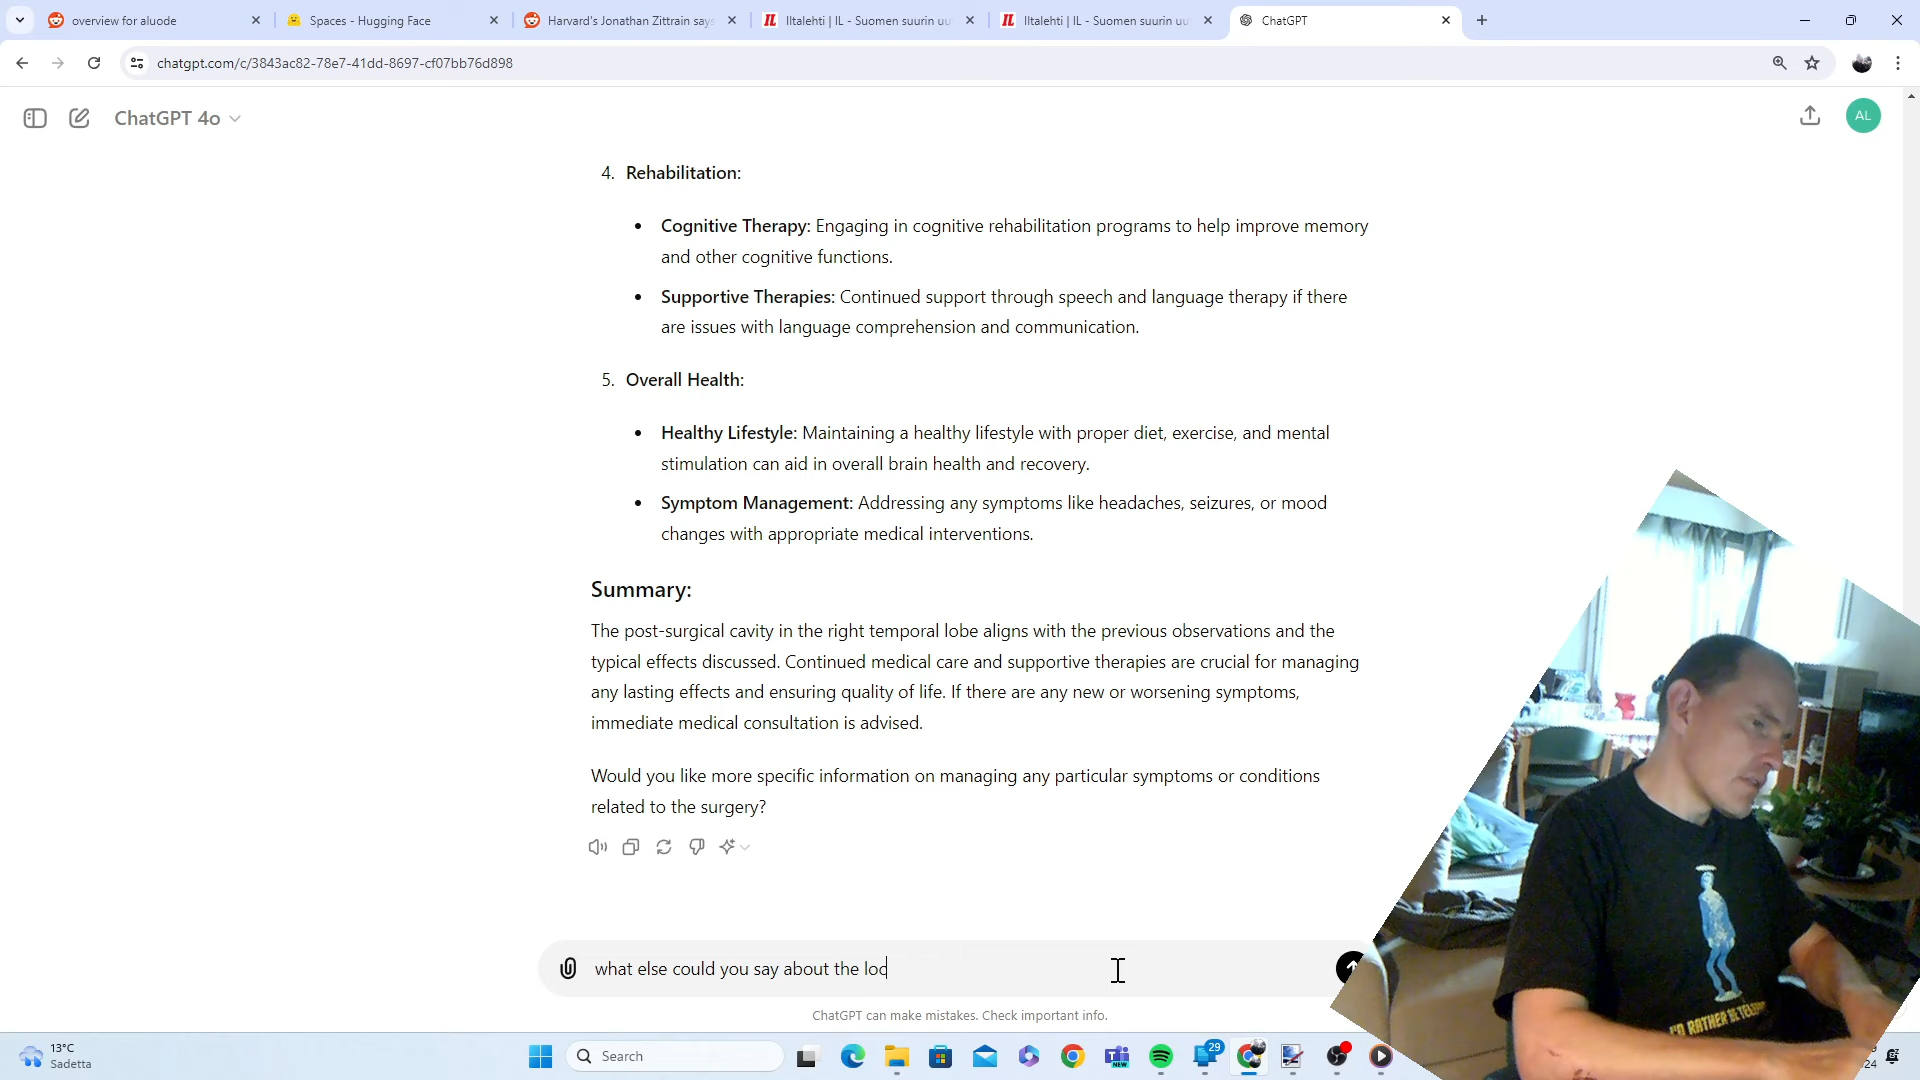 overview for aluode
Spaces - Hugging Face
Harvard's Jonathan Zittrain says
Iltalehti | IL - Suomen suurin uu
Iltalehti | IL - Suomen suurin uu
ChatGPT
chatgpt.com/c/3843ac82-78e7-41dd-8697-cf07bb76d898
ChatGPT 4o
AL
4. Rehabilitation:
• Cognitive Therapy: Engaging in cognitive rehabilitation programs to help improve memory
and other cognitive functions.
• Supportive Therapies: Continued support through speech and language therapy if there
are issues with language comprehension and communication.
5. Overall Health:
• Healthy Lifestyle: Maintaining a healthy lifestyle with proper diet, exercise, and mental
stimulation can aid in overall brain health and recovery.
• Symptom Management: Addressing any symptoms like headaches, seizures, or mood
changes with appropriate medical interventions.
Summary:
The post-surgical cavity in the right temporal lobe aligns with the previous observations and the
typical effects discussed. Continued medical care and supportive therapies are crucial for managing
any lasting effects and ensuring quality of life. If there are any new or worsening symptoms,
immediate medical consultation is advised.
Would you like more specific information on managing any particular symptoms or conditions
related to the surgery?
what else could you say about the loc
ChatGPT can make mistakes. Check important info.
I'D RATHER BE
13°C
Sadetta
Search
NEW
29
24